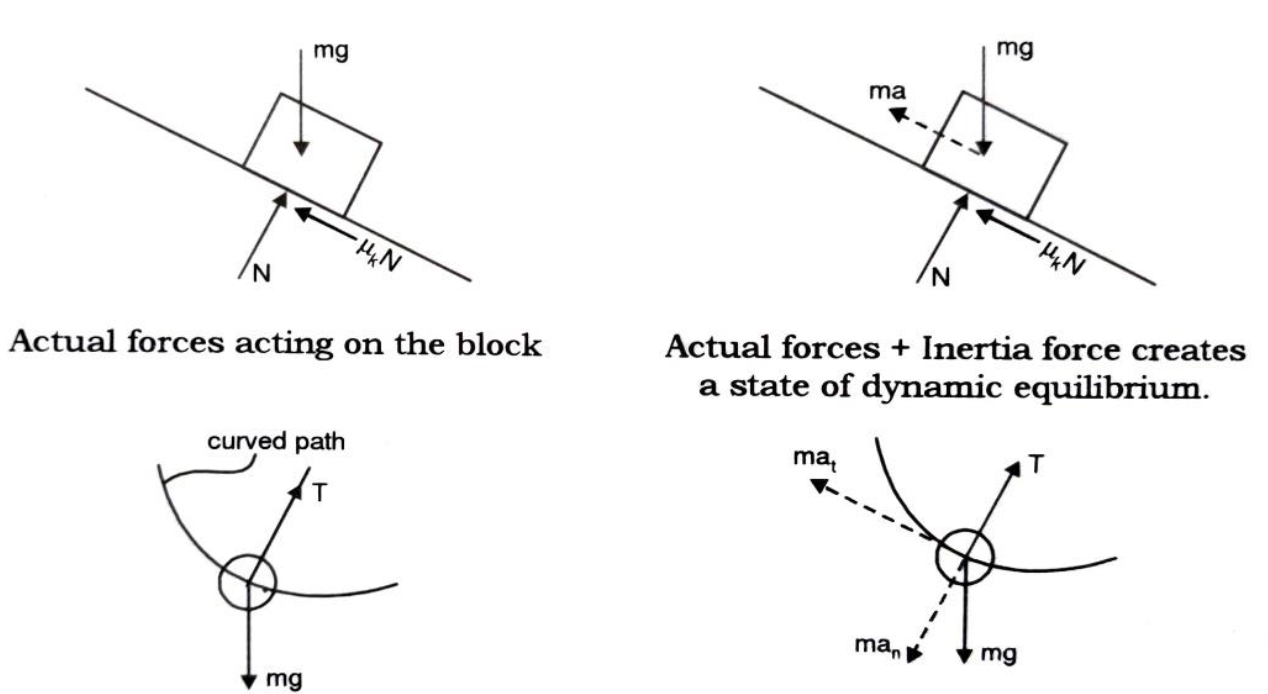 mg
N
μₖN
Actual forces acting on the block
mg
ma
N
μₖN
Actual forces + Inertia force creates
a state of dynamic equilibrium.
curved path
T
mg
maₜ
T
maₙ
mg